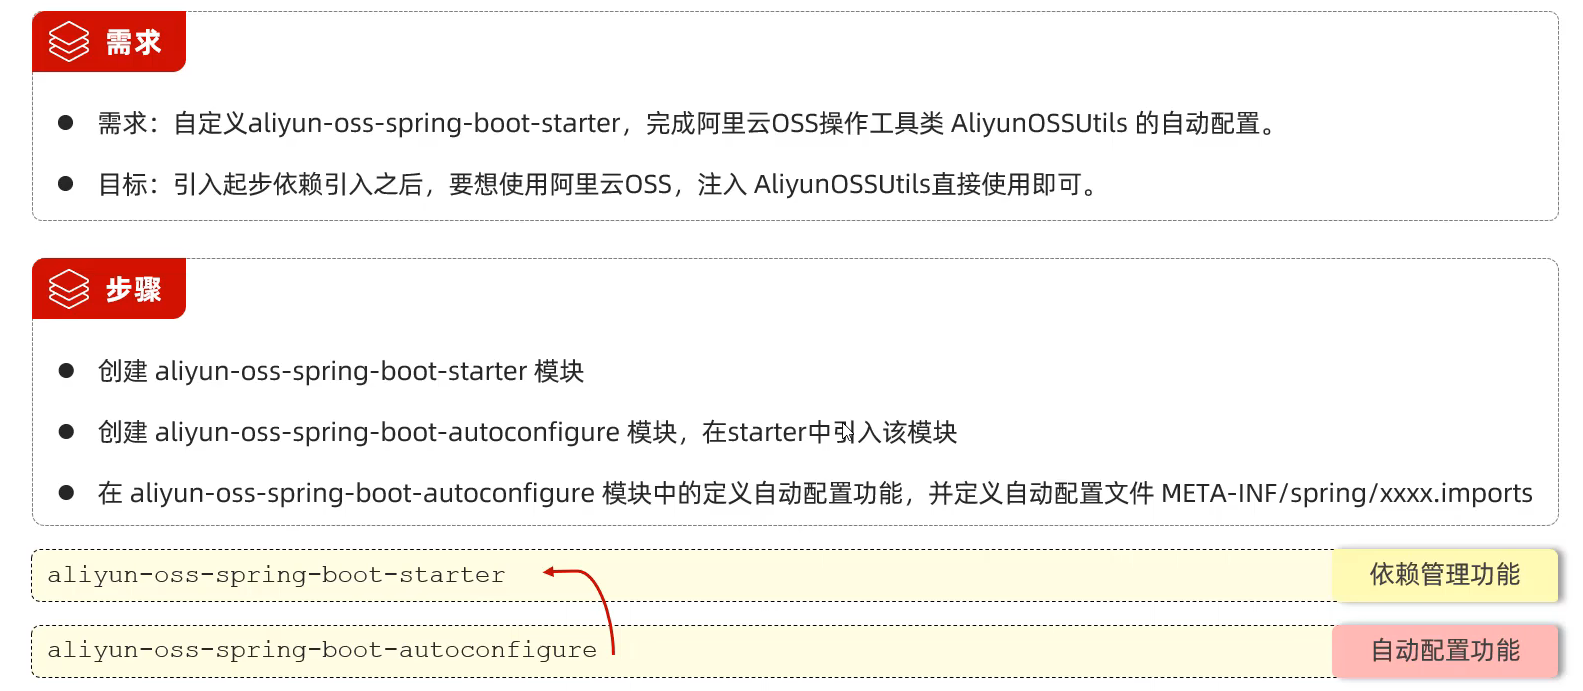 需求
需求：自定义aliyun-oss-spring-boot-starter，完成阿里云OSS操作工具类 AliyunOSSUtils 的自动配置。
目标：引入起步依赖引入之后，要想使用阿里云OSS，注入 AliyunOSSUtils直接使用即可。
步骤
创建 aliyun-oss-spring-boot-starter 模块
创建 aliyun-oss-spring-boot-autoconfigure 模块，在starter中引入该模块
在 aliyun-oss-spring-boot-autoconfigure 模块中的定义自动配置功能，并定义自动配置文件 META-INF/spring/xxxx.imports
aliyun-oss-spring-boot-starter 依赖管理功能
aliyun-oss-spring-boot-autoconfigure 自动配置功能